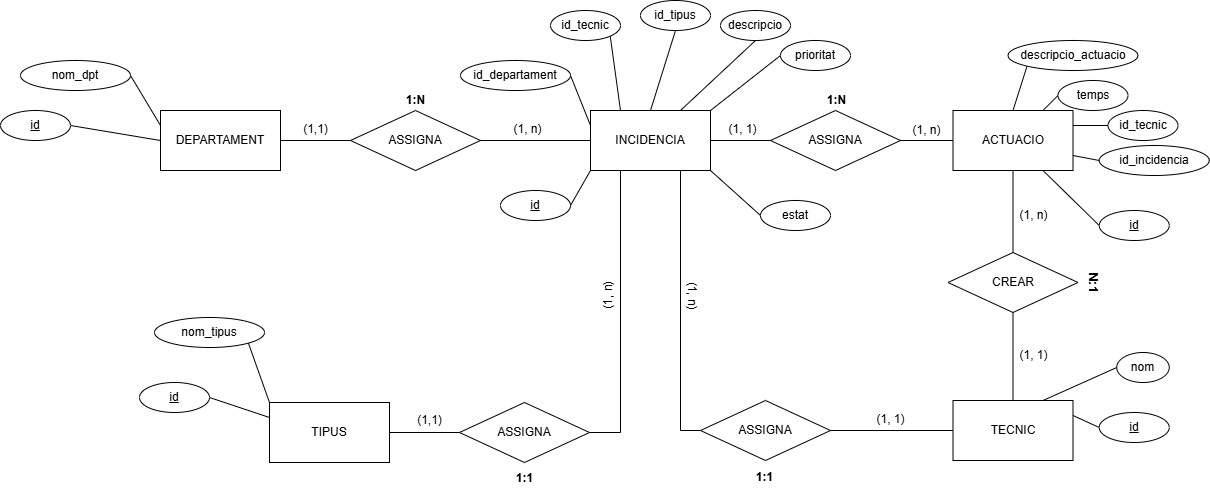 id_tipus
id_tecnic
descripcio
prioritat
descripcio_actuacio
nom_dpt
id_departament
temps
id
1:N
1:N
id_tecnic
DEPARTAMENT
(1,1)
ASSIGNA
(1, n)
INCIDENCIA
(1, 1)
ASSIGNA
(1, n)
ACTUACIO
id_incidencia
id
estat
(1, n)
id
(1, n)
(1, n)
CREAR
N:1
nom_tipus
(1, 1)
nom
id
TIPUS
(1,1)
ASSIGNA
1:1
ASSIGNA
1:1
(1, 1)
TECNIC
id